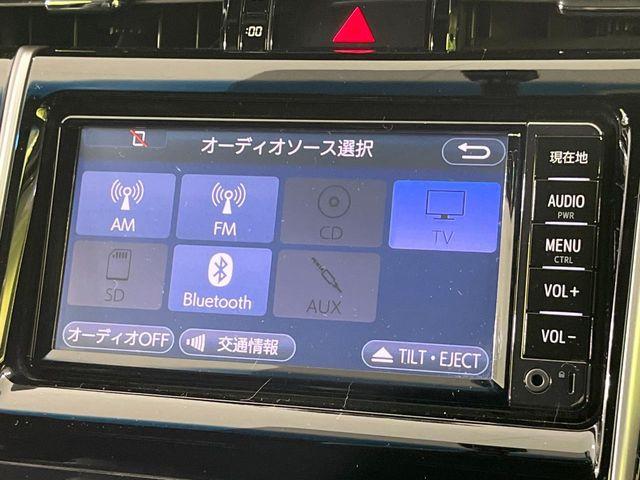 :00
オーディオソース選択
現在地
AM
FM
CD
TV
AUDIO
PWR
MENU
CTRL
SD
Bluetooth
AUX
VOL+
オーディオOFF
交通情報
TILT・EJECT
VOL-